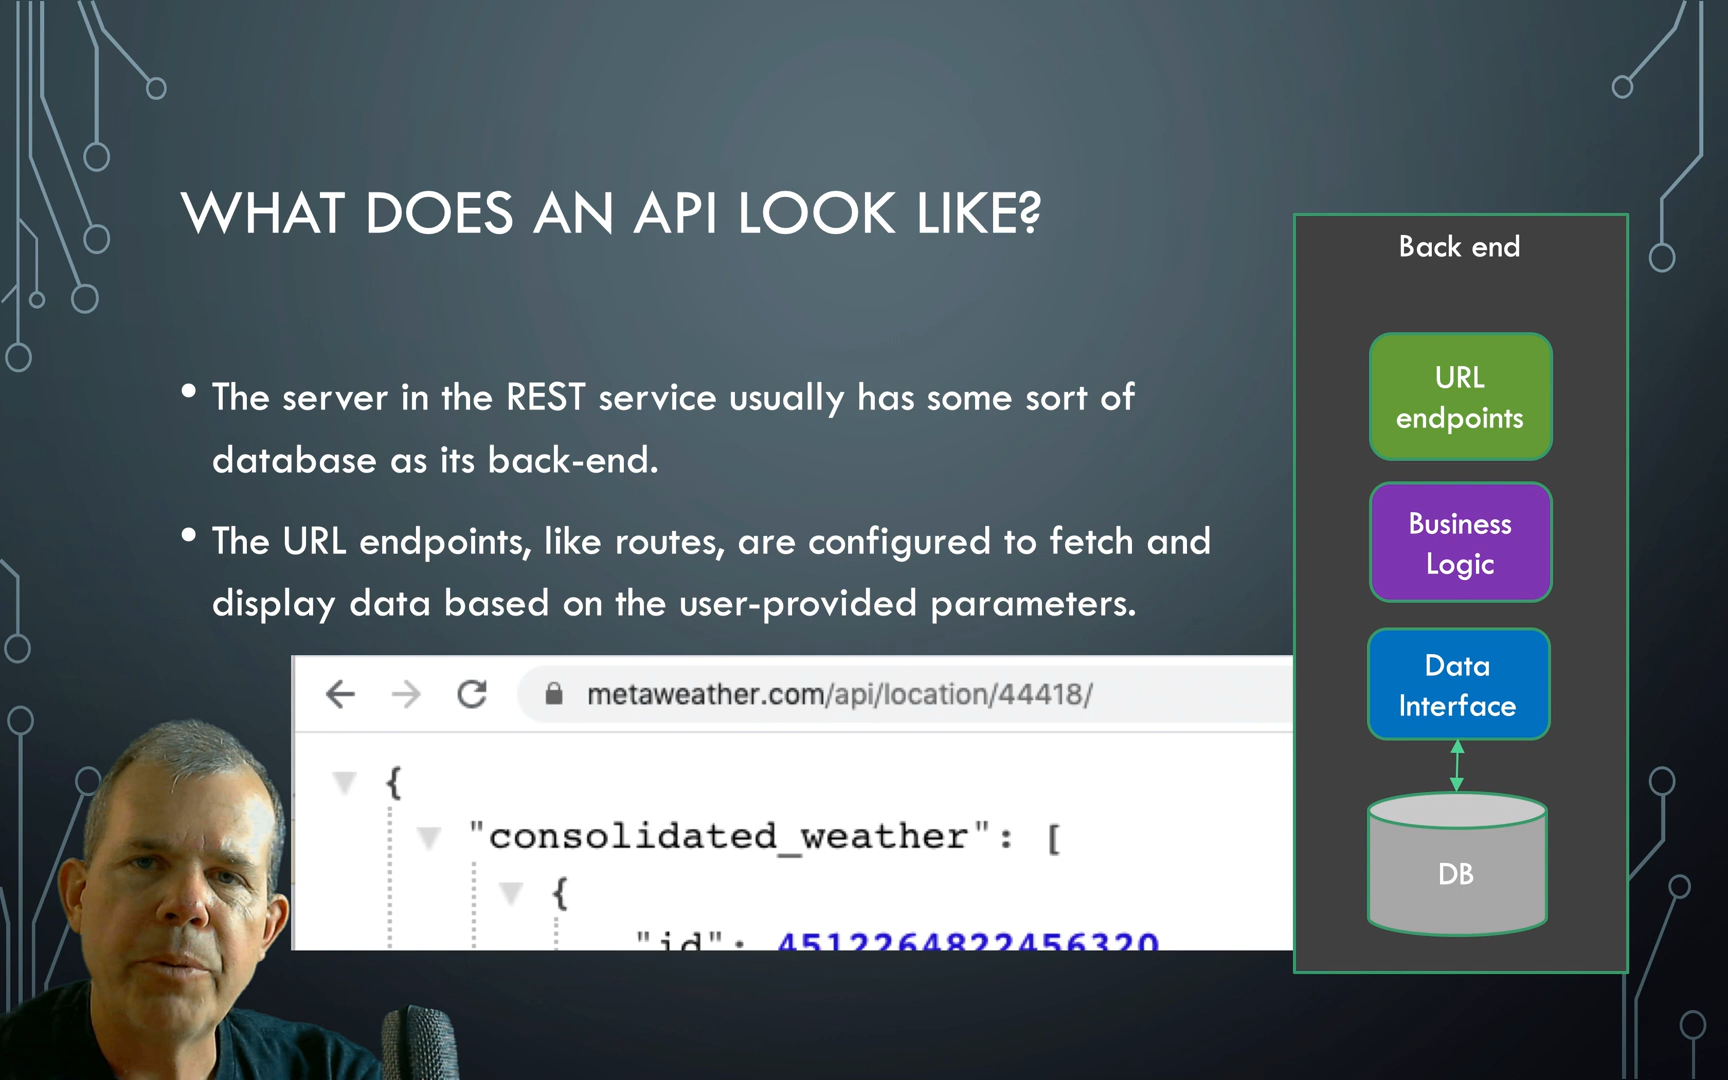 WHAT DOES AN API LOOK LIKE?
• The server in the REST service usually has some sort of
database as its back-end.
• The URL endpoints, like routes, are configured to fetch and
display data based on the user-provided parameters.
metaweather.com/api/location/44418/
{
"consolidated_weather": [
{
"id": 4512264822456320
Back end
URL
endpoints
Business
Logic
Data
Interface
DB